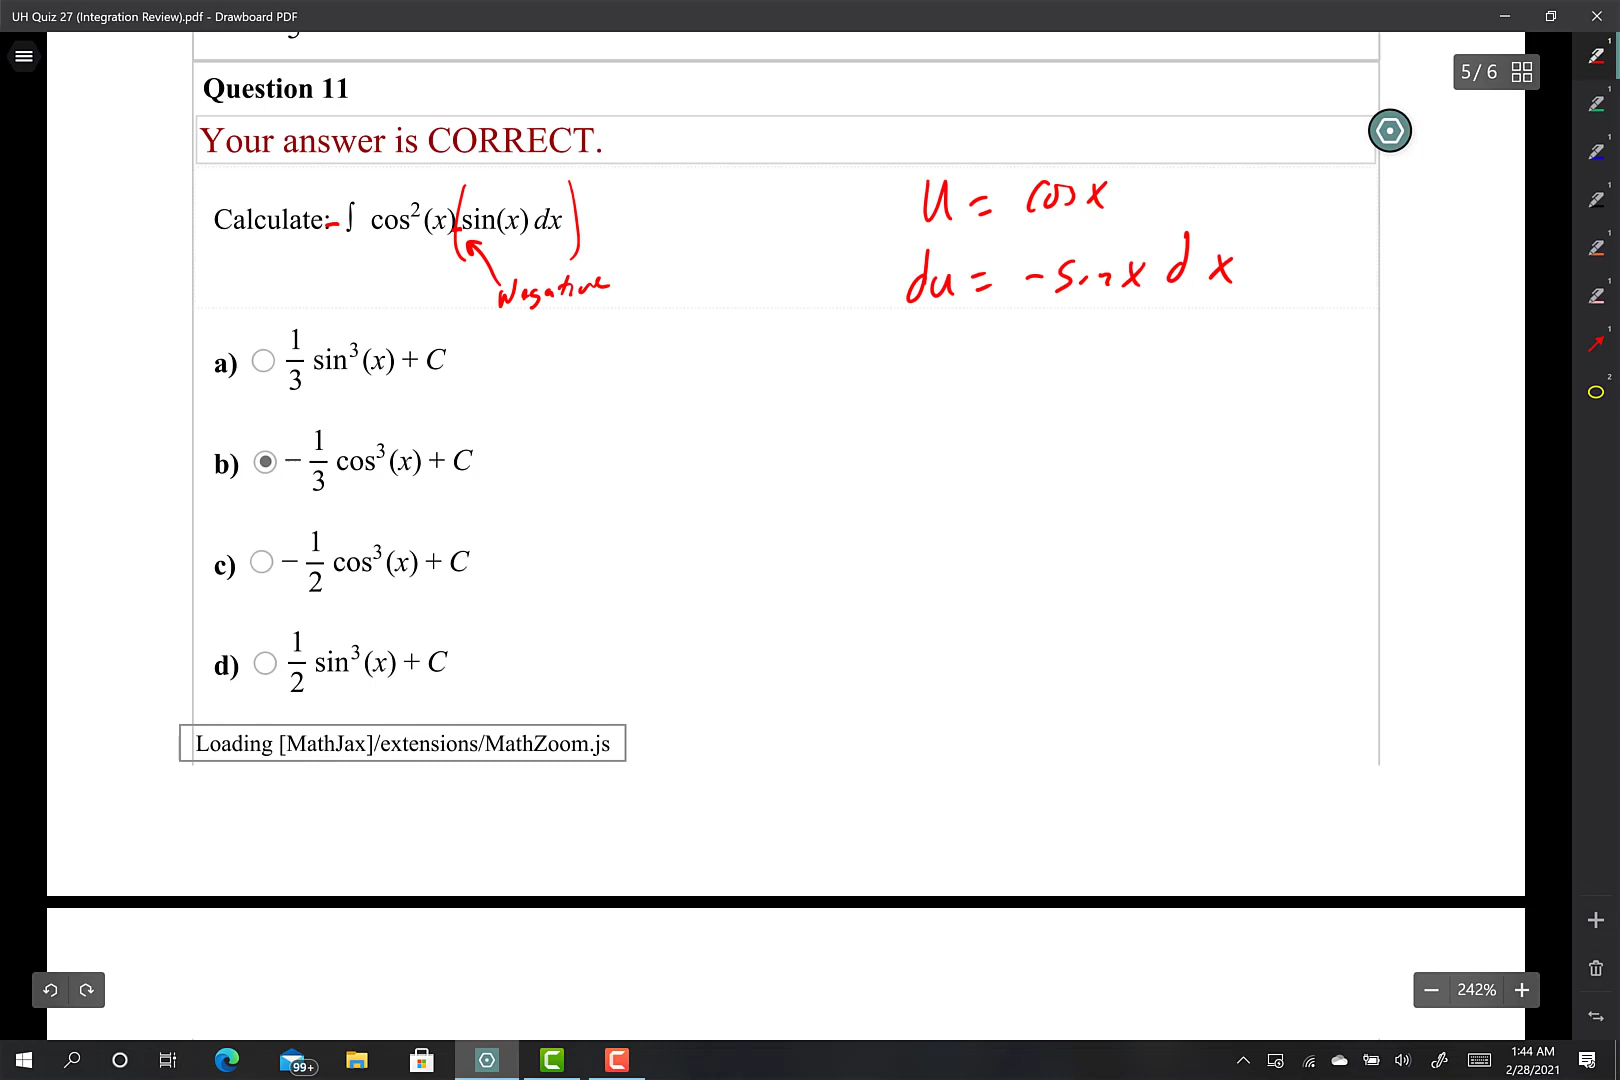 UH Quiz 27 (Integration Review).pdf - Drawboard PDF
5 / 6
Question 11
Your answer is CORRECT.
Calculate: - ∫ cos²(x) (-sin(x) dx)
Negative
u = cos x
du = - sin x d x
a) 1/3 sin³(x) + C
b) − 1/3 cos³(x) + C
c) − 1/2 cos³(x) + C
d) 1/2 sin³(x) + C
Loading [MathJax]/extensions/MathZoom.js
242%
99+
1:44 AM
2/28/2021